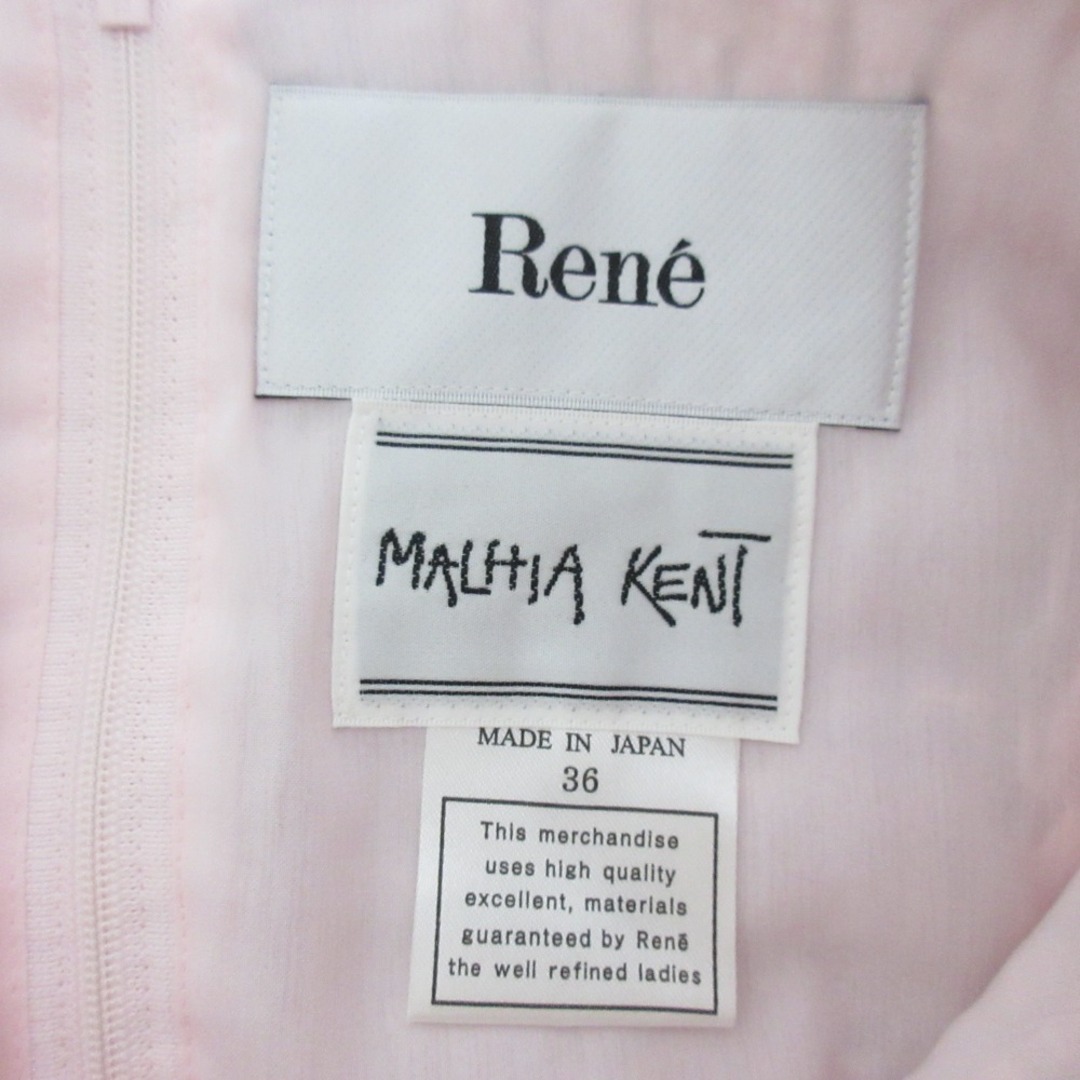 René
MALHIA KENT
MADE IN JAPAN
36
This merchandise
uses high quality
excellent, materials
guaranteed by Renē
the well refined ladies